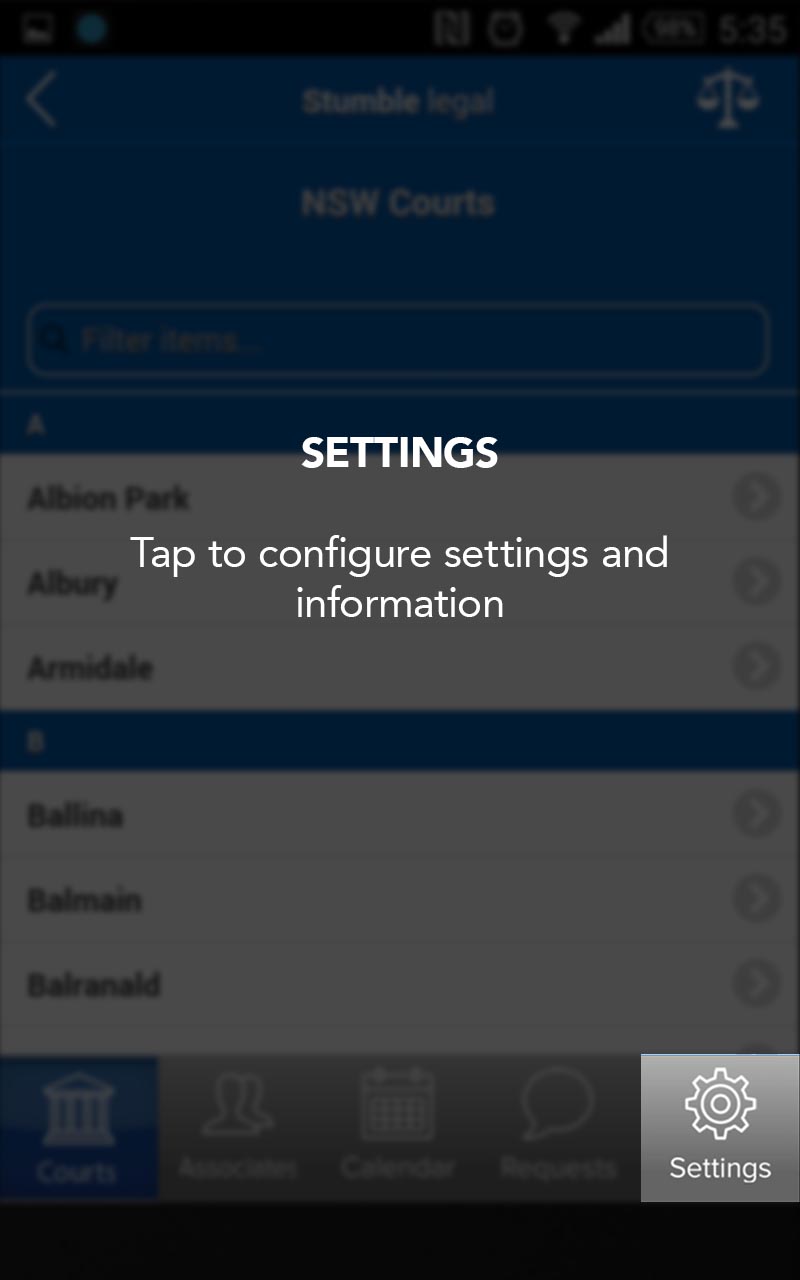 98% 5:35
Stumble legal
NSW Courts
Filter items...
A
SETTINGS
Albion Park
Tap to configure settings and
Albury
information
Armidale
B
Ballina
Balmain
Balranald
Courts Associates Calendar Requests Settings